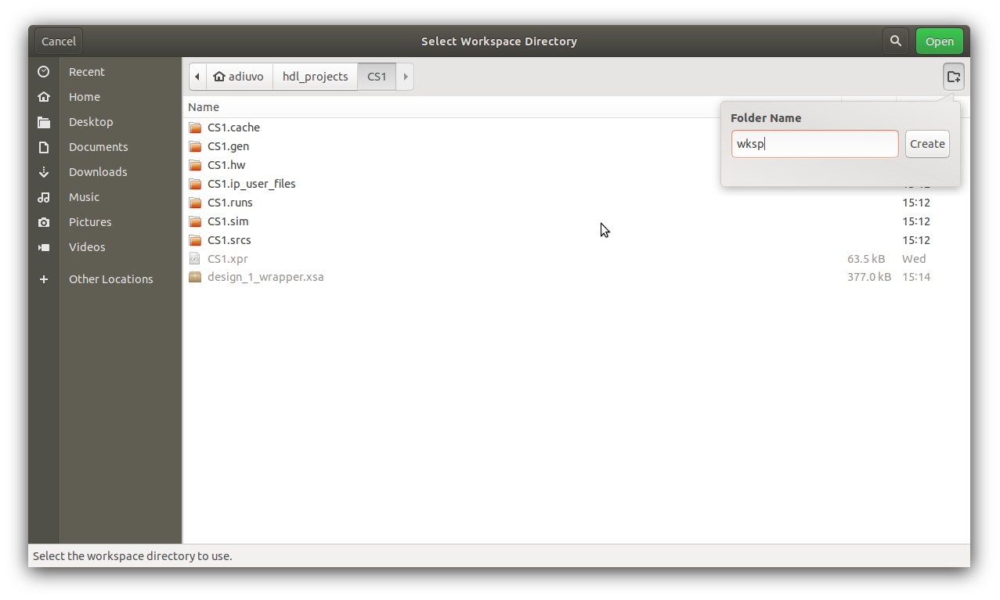 Cancel Select Workspace Directory Open
Recent
Home
Desktop
Documents
Downloads
Music
Pictures
Videos
Other Locations
adiuvo hdl_projects CS1
Name
Folder Name
wksp Create
CS1.cache
CS1.gen
CS1.hw
CS1.ip_user_files
CS1.runs 15:12
CS1.sim 15:12
CS1.srcs 15:12
CS1.xpr 63.5 kB Wed
design_1_wrapper.xsa 377.0 kB 15:14
Select the workspace directory to use.